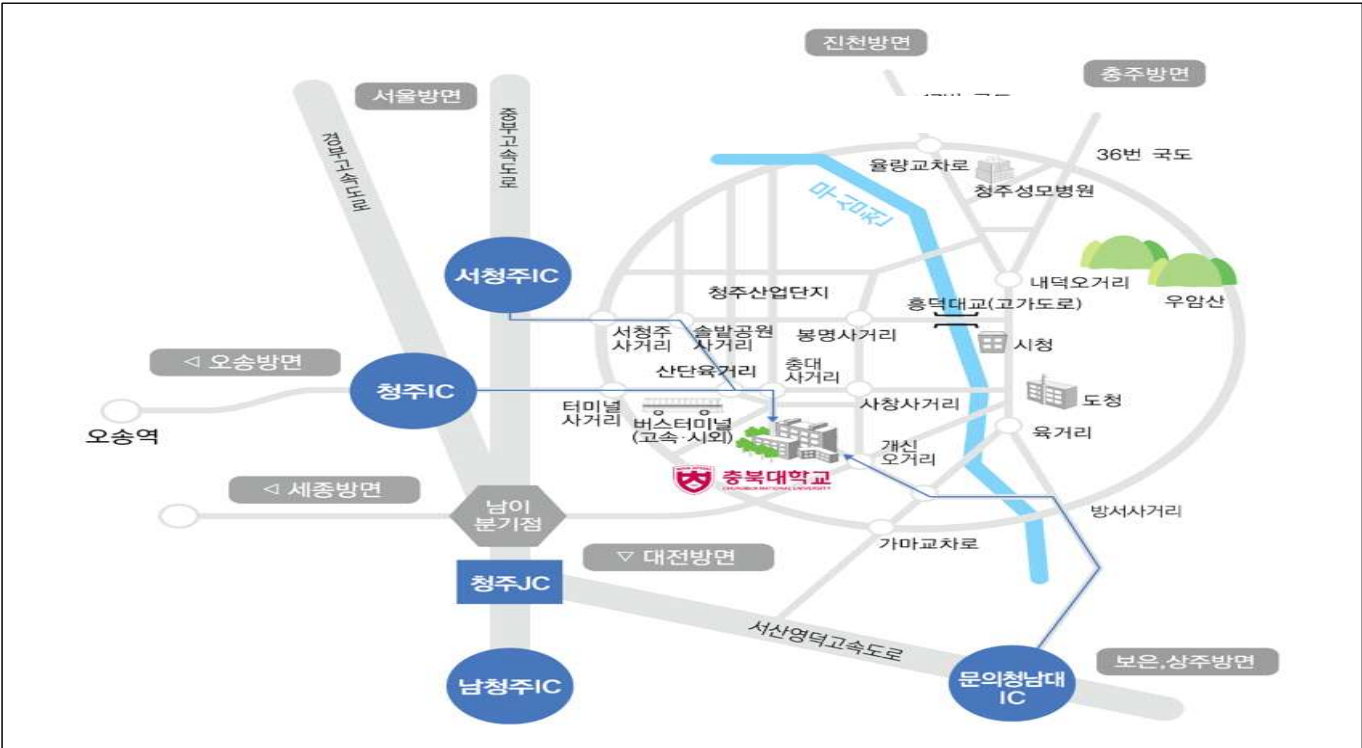 진천방면
충주방면
서울방면
중부고속도로
36번 국도
율량교차로
청주성모병원
서청주IC
내덕오거리
우암산
청주산업단지
흥덕대교(고가도로)
서청주
사거리
솔밭공원
사거리
봉명사거리
시청
◁ 오송방면
청주IC
산단육거리
충대
사거리
터미널
사거리
버스터미널
(고속·시외)
사창사거리
도청
오송역
육거리
개신
오거리
충북대학교
CHUNGBUK NATIONAL UNIVERSITY
◁ 세종방면
남이
분기점
방서사거리
가마교차로
▽ 대전방면
청주JC
서산영덕고속도로
보은,상주방면
남청주IC
문의청남대
IC